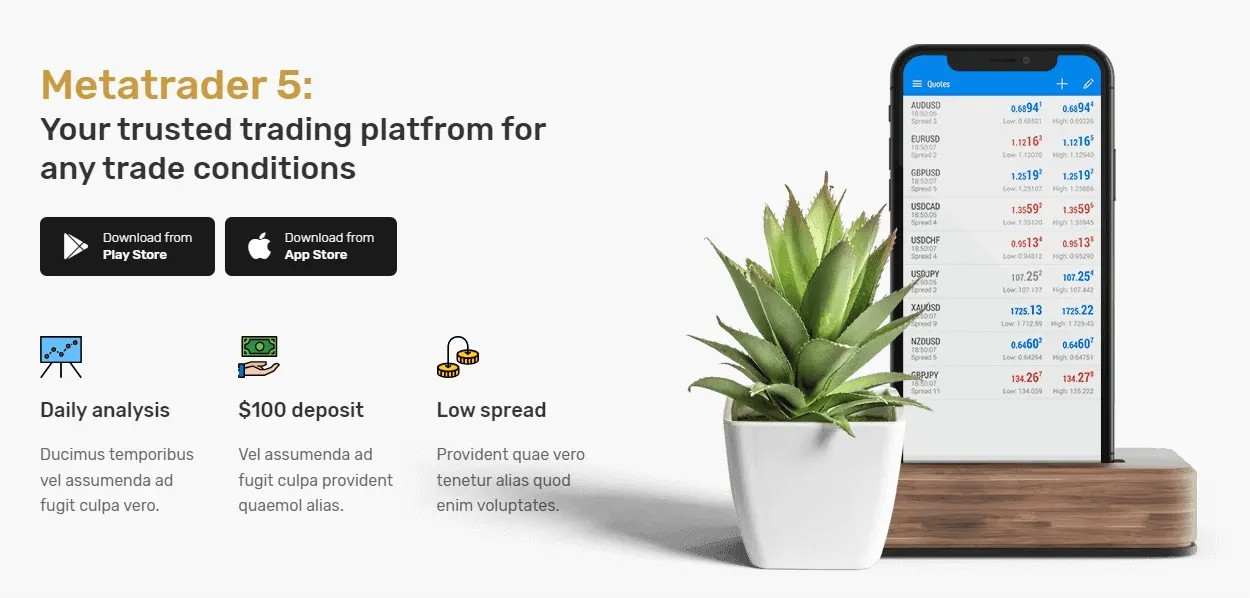 Metatrader 5:
Your trusted trading platfrom for
any trade conditions
Download from
Play Store
Download from
App Store
Daily analysis
Ducimus temporibus
vel assumenda ad
fugit culpa vero.
$100 deposit
Vel assumenda ad
fugit culpa provident
quaemol alias.
Low spread
Provident quae vero
tenetur alias quod
enim voluptates.
Quotes
AUDUSD 0.68941 0.68944
18:50:06
Spread 3 Low: 0.68521 High: 0.69226
EURUSD 1.12163 1.12165
18:50:07
Spread 2 Low: 1.12070 High: 1.12940
GBPUSD 1.25192 1.25197
18:50:07
Spread 5 Low: 1.25107 High: 1.25886
USDCAD 1.35592 1.35596
18:50:06
Spread 4 Low: 1.35120 High: 1.35945
USDCHF 0.95134 0.95138
18:50:07
Spread 4 Low: 0.94812 High: 0.95290
USDJPY 107.252 107.254
18:50:05
Spread 2 Low: 107.137 High: 107.442
XAUUSD 1725.13 1725.22
18:50:07
Spread 9 Low: 1712.59 High: 1729.43
NZDUSD 0.64602 0.64607
18:50:06
Spread 5 Low: 0.64294 High: 0.64751
GBPJPY 134.267 134.278
18:50:07
Spread 11 Low: 134.059 High: 135.222